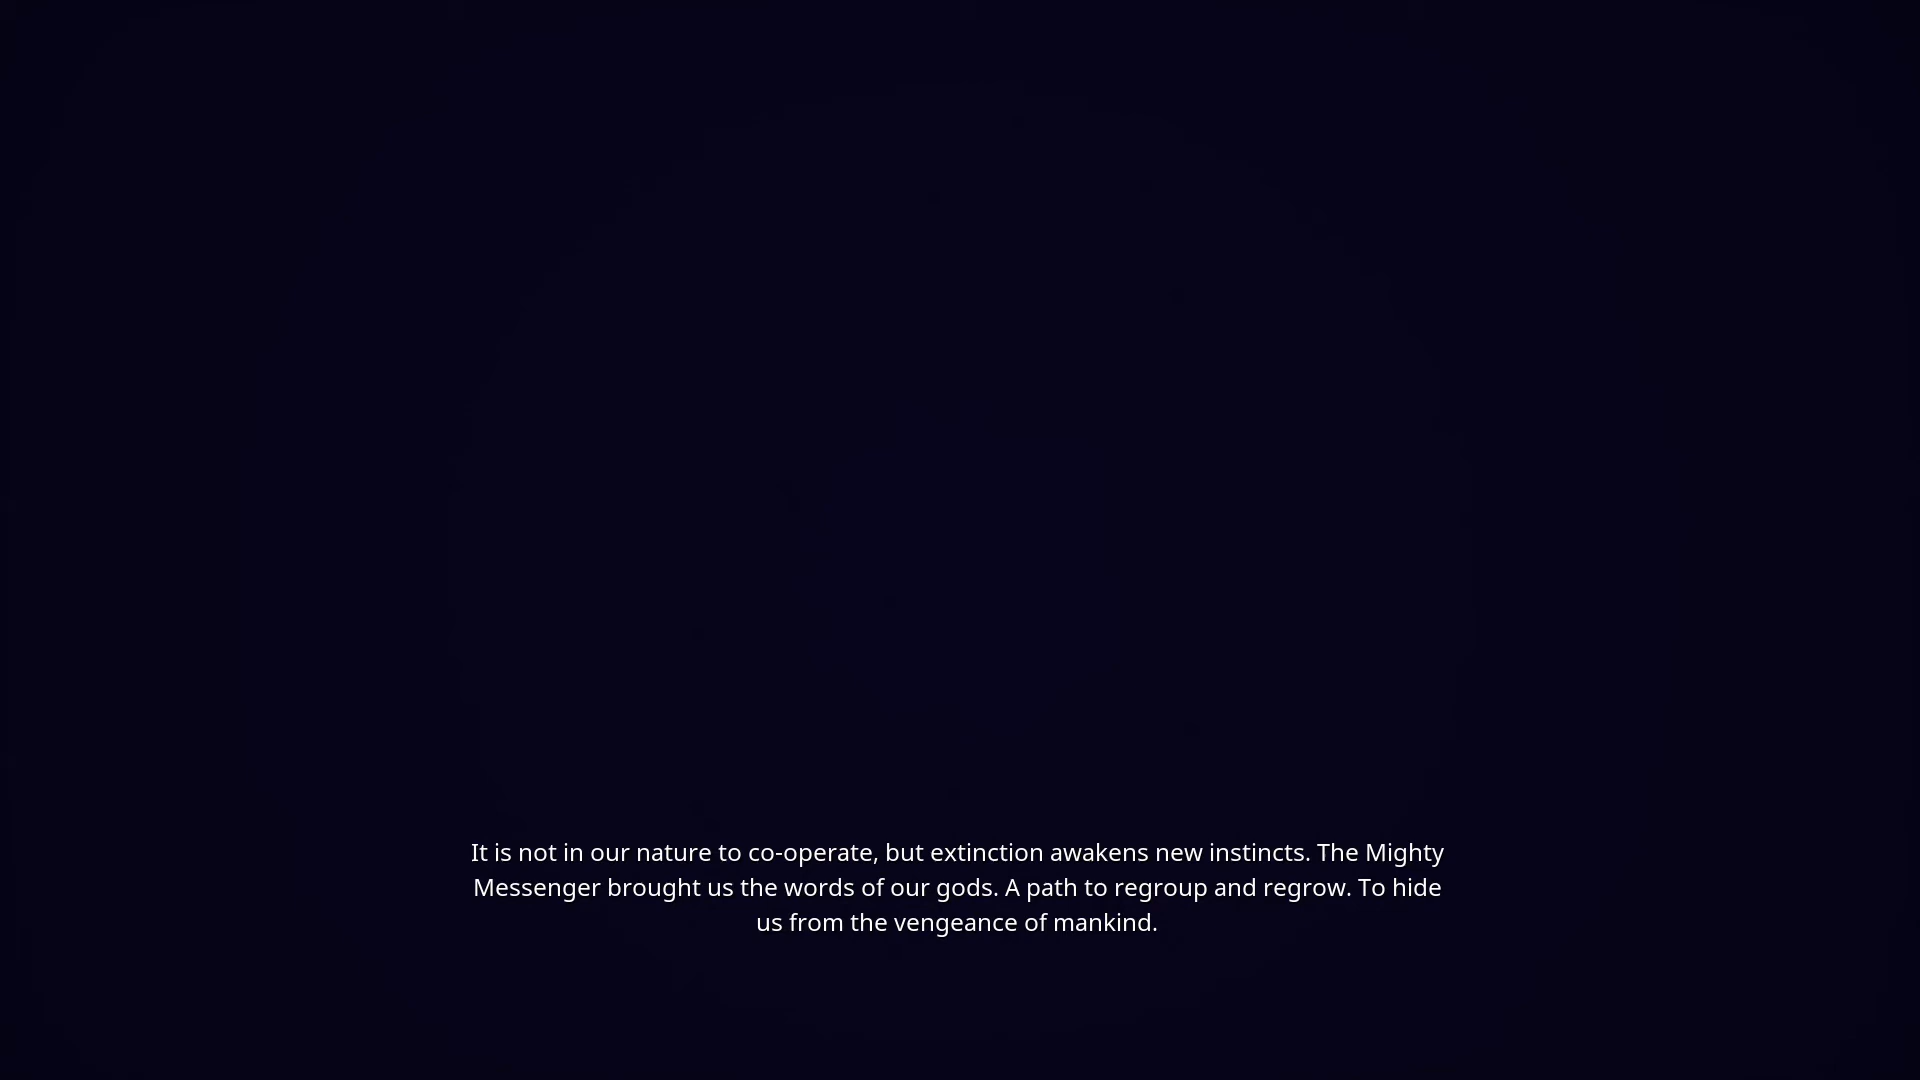 It is not in our nature to co-operate, but extinction awakens new instincts. The Mighty
Messenger brought us the words of our gods. A path to regroup and regrow. To hide
us from the vengeance of mankind.